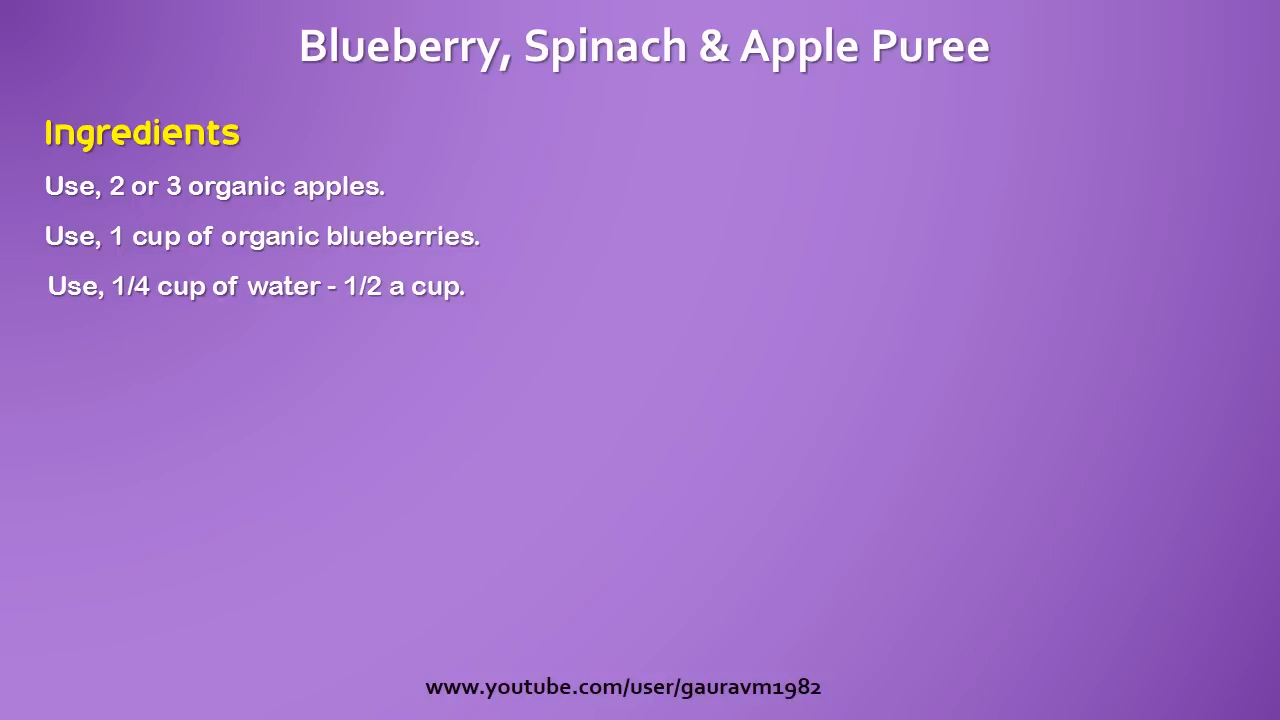 Blueberry, Spinach & Apple Puree
Ingredients
Use, 2 or 3 organic apples.
Use, 1 cup of organic blueberries.
Use, 1/4 cup of water - 1/2 a cup.
www.youtube.com/user/gauravm1982